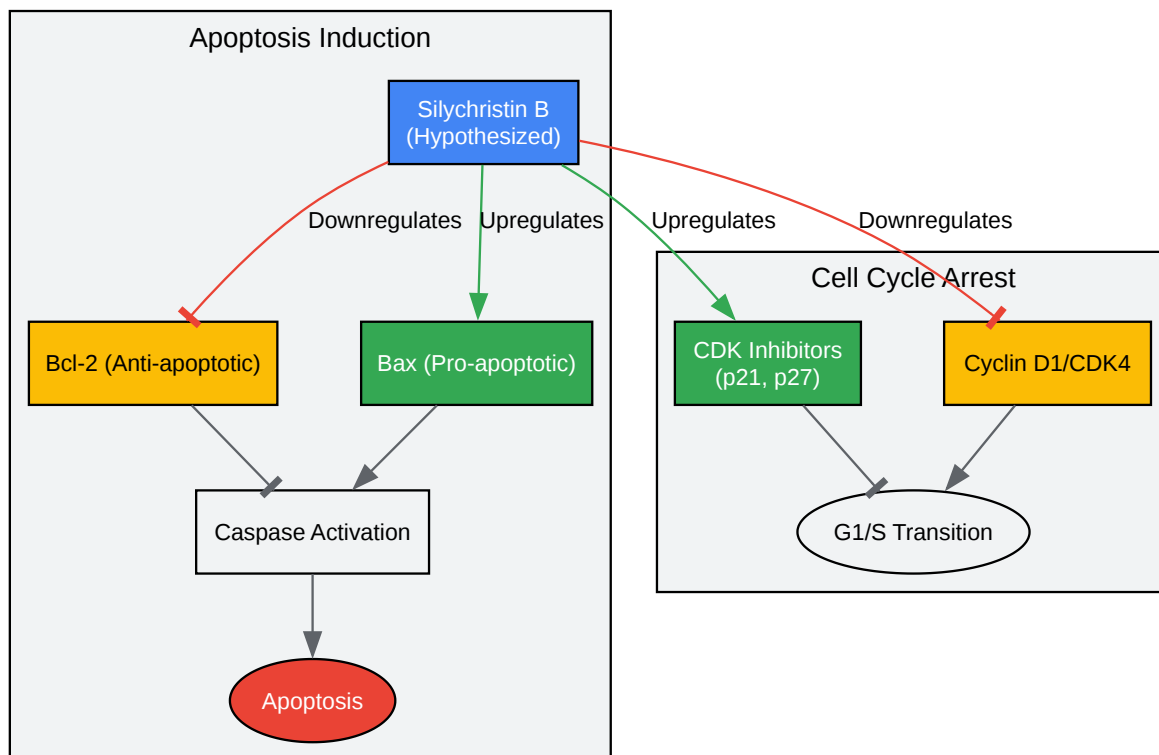 Apoptosis Induction
Silychristin B
(Hypothesized)
Downregulates
Upregulates
Upregulates
Downregulates
Cell Cycle Arrest
Bcl-2 (Anti-apoptotic)
Bax (Pro-apoptotic)
CDK Inhibitors
(p21, p27)
Cyclin D1/CDK4
Caspase Activation
G1/S Transition
Apoptosis